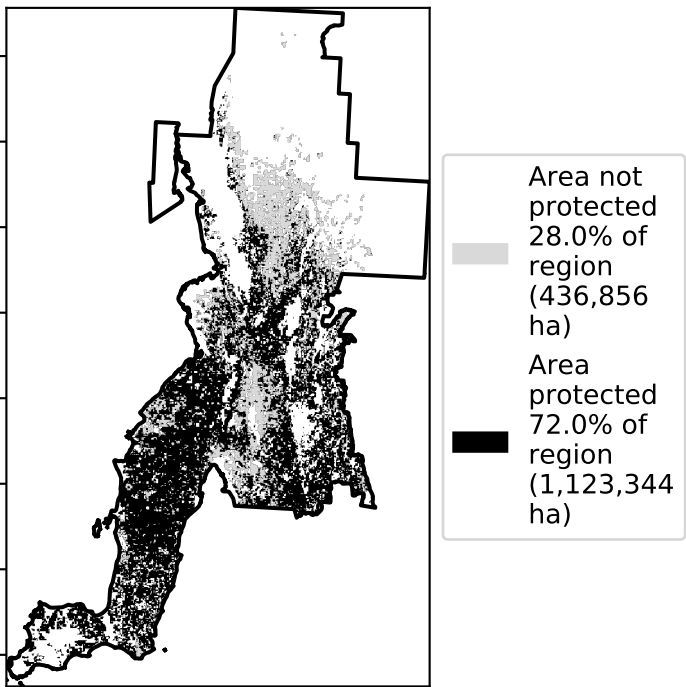 Area not
protected
28.0% of
region
(436,856
ha)
Area
protected
72.0% of
region
(1,123,344
ha)